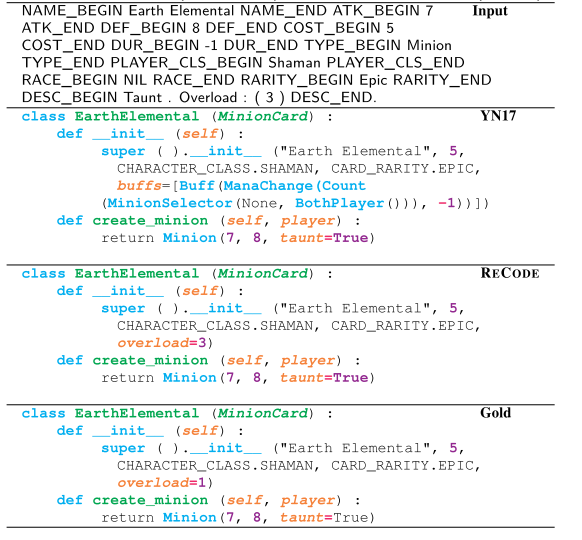 NAME_BEGIN Earth Elemental NAME_END ATK_BEGIN 7 Input
ATK_END DEF_BEGIN 8 DEF_END COST_BEGIN 5
COST_END DUR_BEGIN -1 DUR_END TYPE_BEGIN Minion
TYPE_END PLAYER_CLS_BEGIN Shaman PLAYER_CLS_END
RACE_BEGIN NIL RACE_END RARITY_BEGIN Epic RARITY_END
DESC_BEGIN Taunt . Overload : ( 3 ) DESC_END.
class EarthElemental (MinionCard) : YN17
def __init__ (self) :
super ( ).__init__ ("Earth Elemental", 5,
CHARACTER_CLASS.SHAMAN, CARD_RARITY.EPIC,
buffs=[Buff(ManaChange(Count
(MinionSelector(None, BothPlayer())), -1))])
def create_minion (self, player) :
return Minion(7, 8, taunt=True)
class EarthElemental (MinionCard) : RECODE
def __init__ (self) :
super ( ).__init__ ("Earth Elemental", 5,
CHARACTER_CLASS.SHAMAN, CARD_RARITY.EPIC,
overload=3)
def create_minion (self, player) :
return Minion(7, 8, taunt=True)
class EarthElemental (MinionCard) : Gold
def __init__ (self) :
super ( ).__init__ ("Earth Elemental", 5,
CHARACTER_CLASS.SHAMAN, CARD_RARITY.EPIC,
overload=1)
def create_minion (self, player) :
return Minion(7, 8, taunt=True)